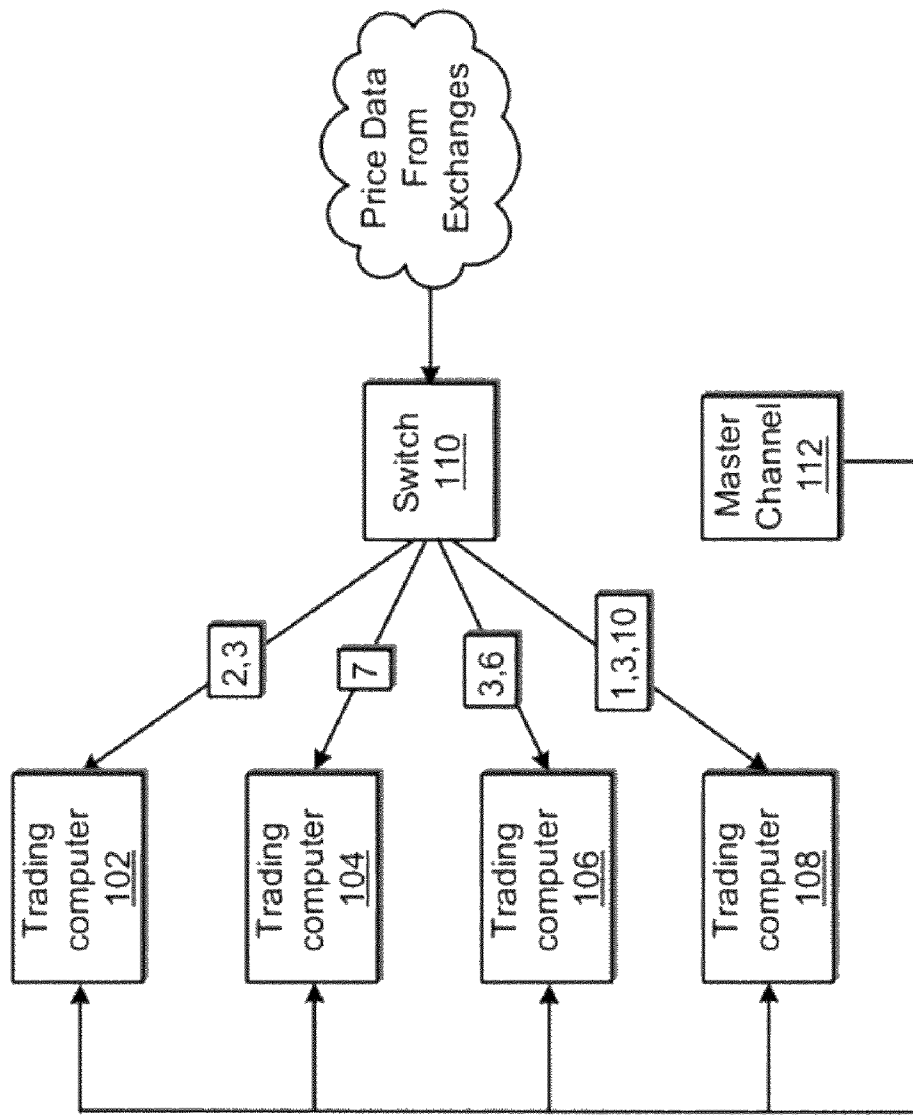 Price Data
From
Exchanges
Switch
110
Master
Channel
112
2,3
7
3,6
1,3,10
Trading
computer
102
Trading
computer
104
Trading
computer
106
Trading
computer
108